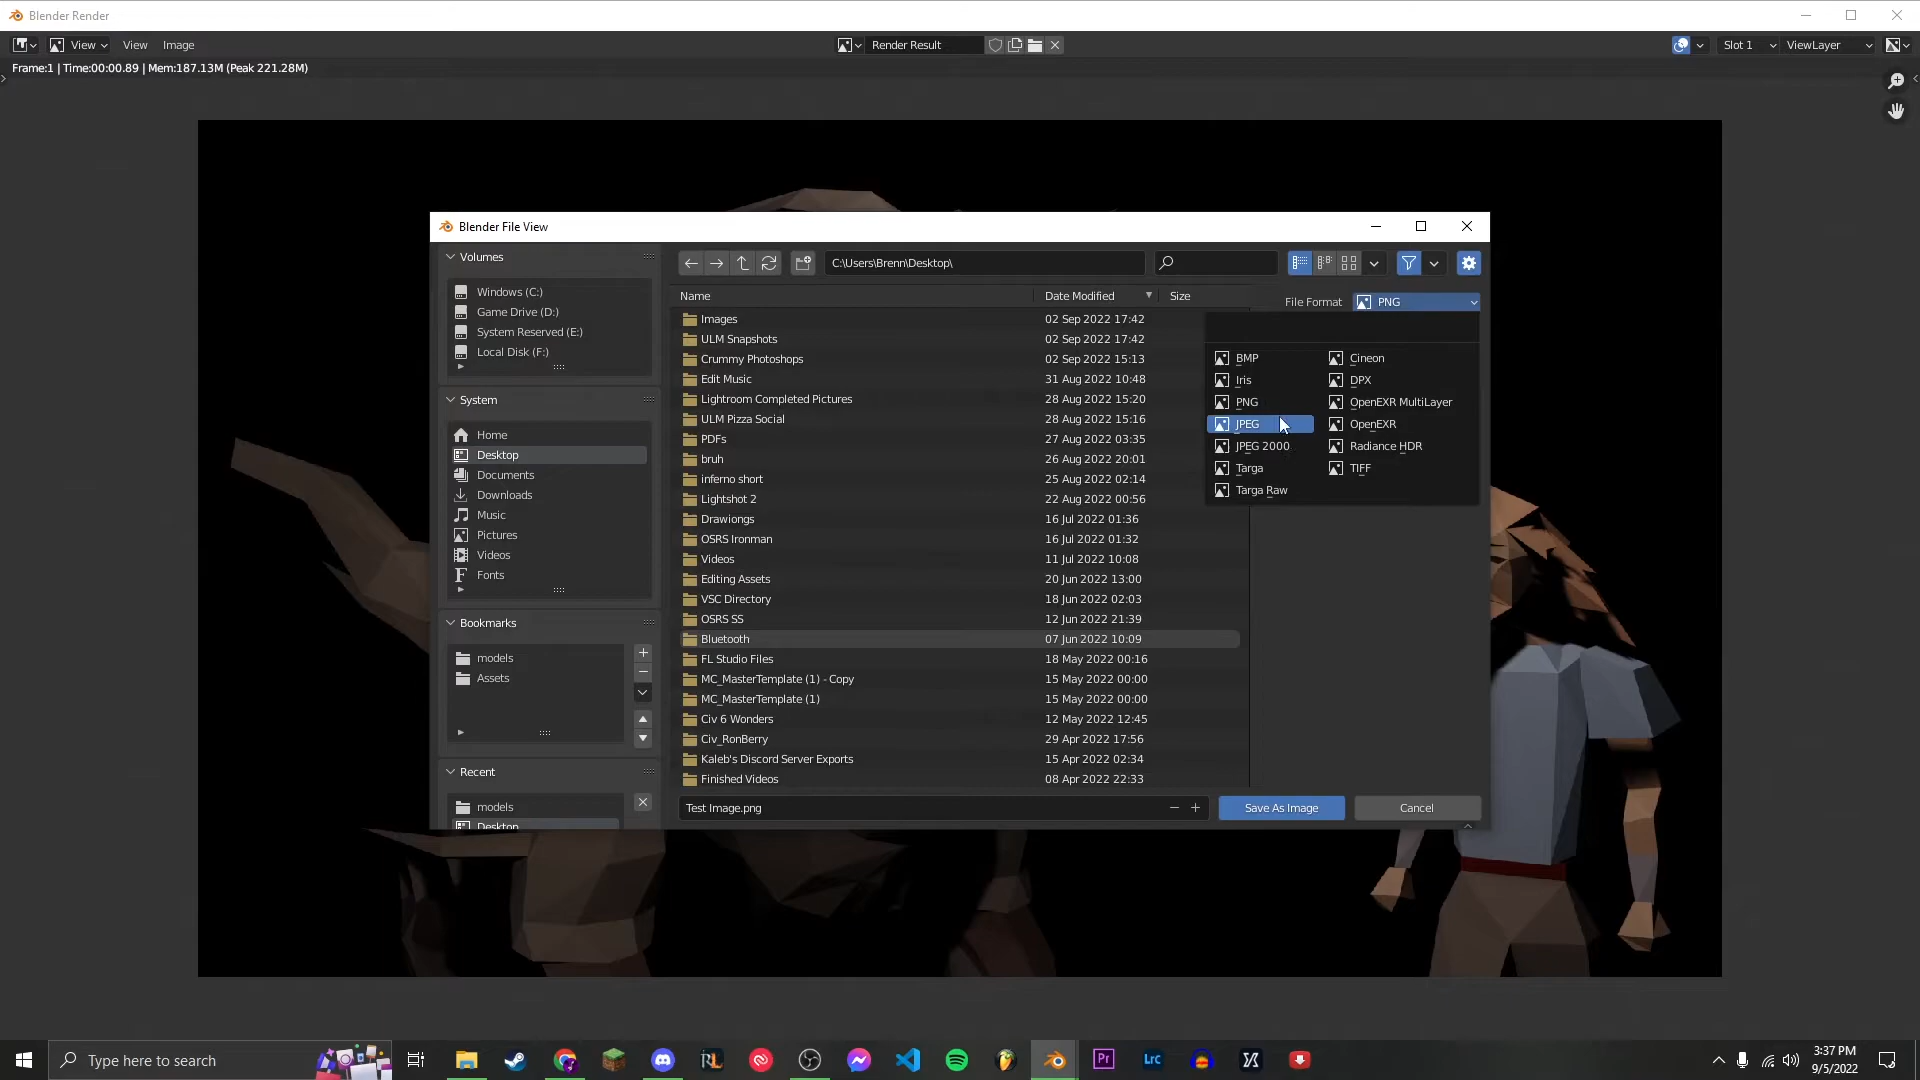 Blender Render
View
View
Image
Render Result
Slot 1
ViewLayer
Frame:1 | Time:00:00.89 | Mem:187.13M (Peak 221.28M)
Blender File View
Volumes
Windows (C:)
Game Drive (D:)
System Reserved (E:)
Local Disk (F:)
System
Home
Desktop
Documents
Downloads
Music
Pictures
Videos
Fonts
Bookmarks
models
Assets
Recent
models
Desktop
C:\Users\Brenn\Desktop\
Name Date Modified Size
Images 02 Sep 2022 17:42
ULM Snapshots 02 Sep 2022 17:42
Crummy Photoshops 02 Sep 2022 15:13
Edit Music 31 Aug 2022 10:48
Lightroom Completed Pictures 28 Aug 2022 15:20
ULM Pizza Social 28 Aug 2022 15:16
PDFs 27 Aug 2022 03:35
bruh 26 Aug 2022 20:01
inferno short 25 Aug 2022 02:14
Lightshot 2 22 Aug 2022 00:56
Drawiongs 16 Jul 2022 01:36
OSRS Ironman 16 Jul 2022 01:32
Videos 11 Jul 2022 10:08
Editing Assets 20 Jun 2022 13:00
VSC Directory 18 Jun 2022 02:03
OSRS SS 12 Jun 2022 21:39
Bluetooth 07 Jun 2022 10:09
FL Studio Files 18 May 2022 00:16
MC_MasterTemplate (1) - Copy 15 May 2022 00:00
MC_MasterTemplate (1) 15 May 2022 00:00
Civ 6 Wonders 12 May 2022 12:45
Civ_RonBerry 29 Apr 2022 17:56
Kaleb's Discord Server Exports 15 Apr 2022 02:34
Finished Videos 08 Apr 2022 22:33
File Format PNG
BMP Cineon
Iris DPX
PNG OpenEXR MultiLayer
JPEG OpenEXR
JPEG 2000 Radiance HDR
Targa TIFF
Targa Raw
Test Image.png
Save As Image
Cancel
Type here to search
RL
Pr
Lrc
3:37 PM
9/5/2022